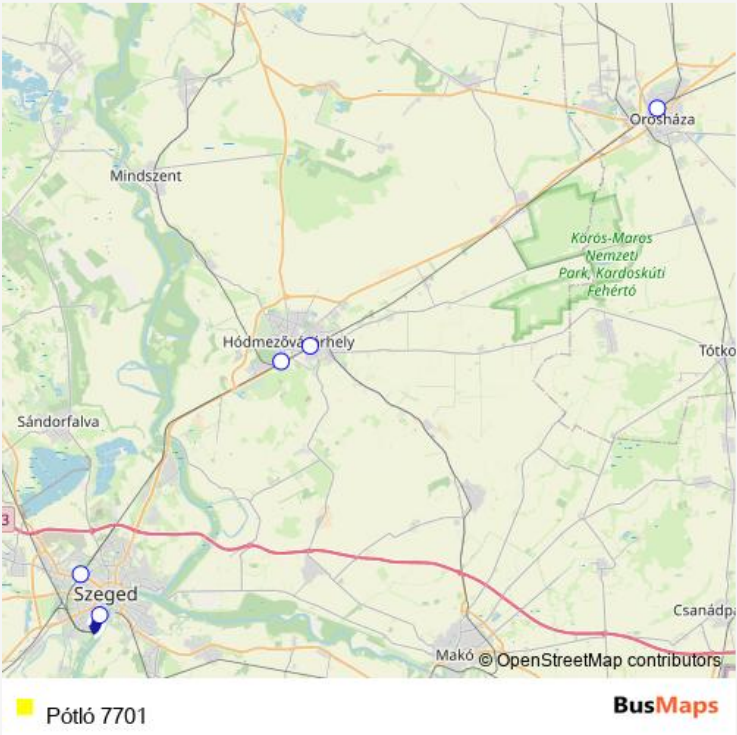 Orosháza
Mindszent
Körös-Maros
Nemzeti
Park, Kardoskúti
Fehértó
Hódmezővásárhely
Tótko
Sándorfalva
3
Szeged
Csanádpa
Makó
© OpenStreetMap contributors
Pótló 7701
BusMaps